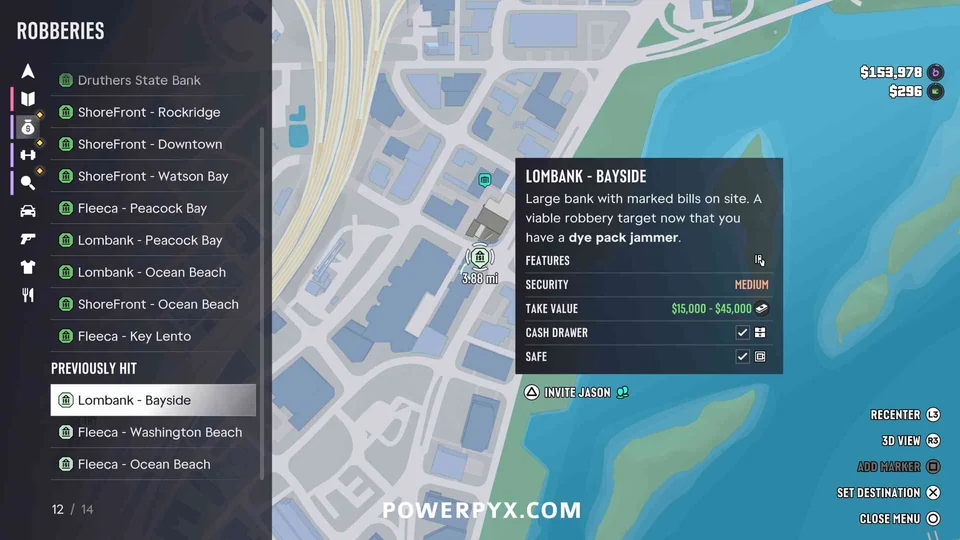 ROBBERIES
Druthers State Bank
ShoreFront - Rockridge
ShoreFront - Downtown
ShoreFront - Watson Bay
Fleeca - Peacock Bay
Lombank - Peacock Bay
Lombank - Ocean Beach
ShoreFront - Ocean Beach
Fleeca - Key Lento
PREVIOUSLY HIT
Lombank - Bayside
Fleeca - Washington Beach
Fleeca - Ocean Beach
12 / 14
3.88 mi
LOMBANK - BAYSIDE
Large bank with marked bills on site. A
viable robbery target now that you
have a dye pack jammer.
FEATURES
SECURITY MEDIUM
TAKE VALUE $15,000 - $45,000
CASH DRAWER
SAFE
INVITE JASON
$153,978
$296
RECENTER L3
3D VIEW R3
ADD MARKER
SET DESTINATION
CLOSE MENU
POWERPYX.COM